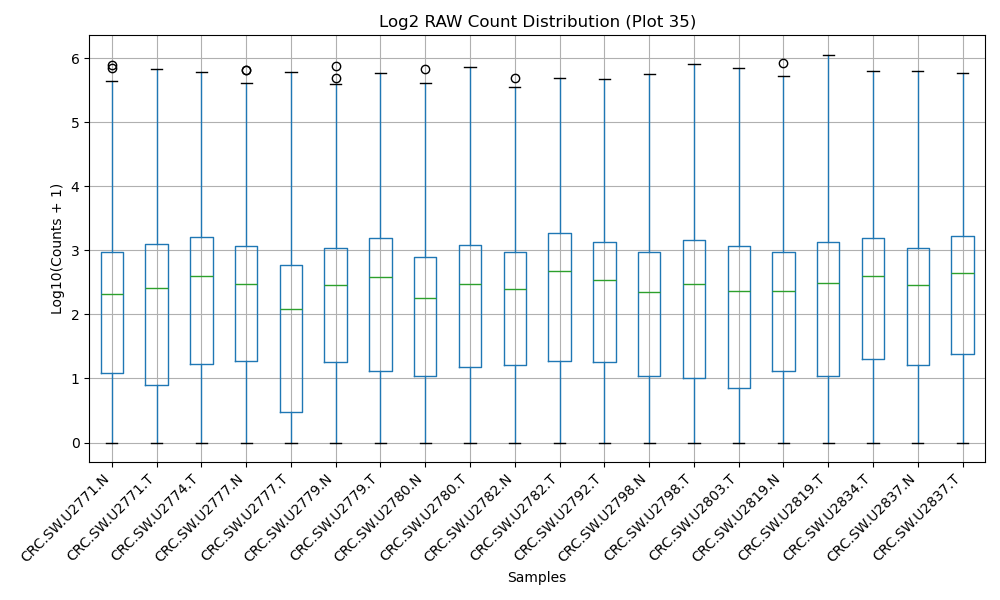 Log2 RAW Count Distribution (Plot 35)
Log10(Counts + 1)
6
5
4
3
2
1
0
CRC.SW.U2771.N
CRC.SW.U2771.T
CRC.SW.U2774.T
CRC.SW.U2777.N
CRC.SW.U2777.T
CRC.SW.U2779.N
CRC.SW.U2779.T
CRC.SW.U2780.N
CRC.SW.U2780.T
CRC.SW.U2782.N
CRC.SW.U2782.T
CRC.SW.U2792.T
CRC.SW.U2798.N
CRC.SW.U2798.T
CRC.SW.U2803.T
CRC.SW.U2819.N
CRC.SW.U2819.T
CRC.SW.U2834.T
CRC.SW.U2837.N
CRC.SW.U2837.T
Samples